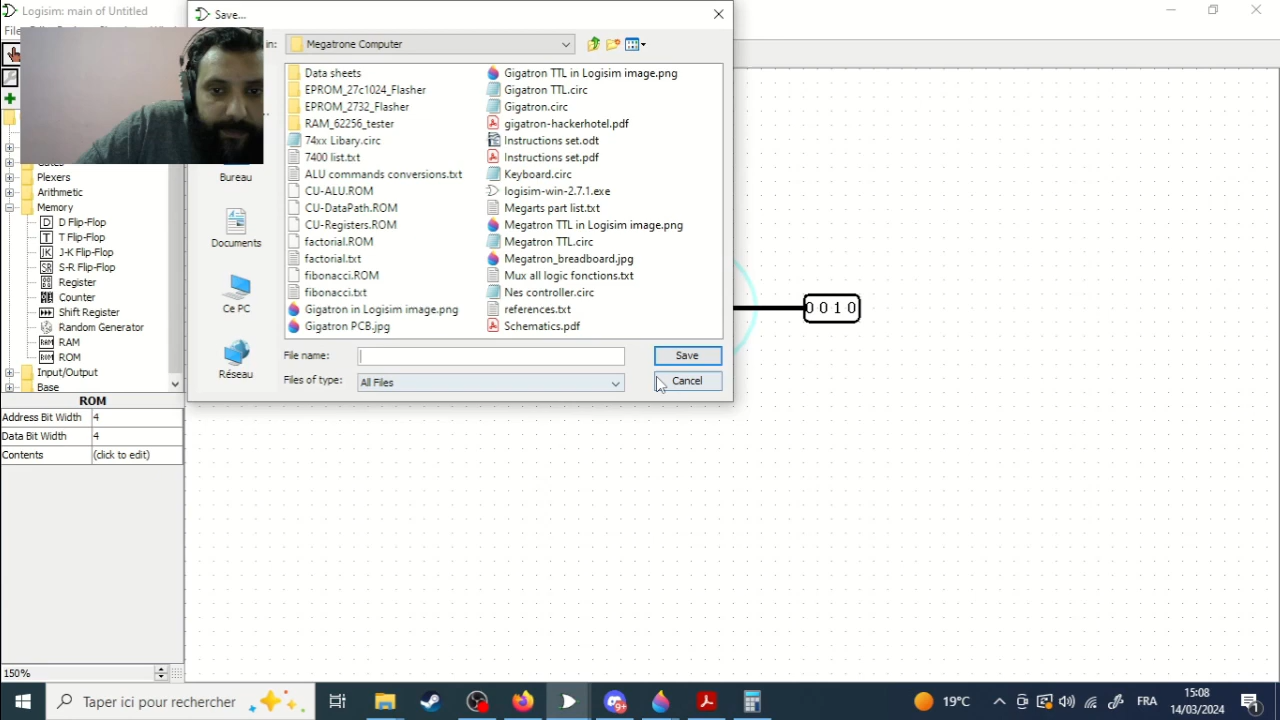 Logisim: main of Untitled
Save...
Fil
in:
Megatrone Computer
Data sheets
EPROM_27c1024_Flasher
EPROM_2732_Flasher
RAM_62256_tester
74xx Libary.circ
7400 list.txt
ALU commands conversions.txt
CU-ALU.ROM
CU-DataPath.ROM
CU-Registers.ROM
factorial.ROM
factorial.txt
fibonacci.ROM
fibonacci.txt
Gigatron in Logisim image.png
Gigatron PCB.jpg
Gigatron TTL in Logisim image.png
Gigatron TTL.circ
Gigatron.circ
gigatron-hackerhotel.pdf
Instructions set.odt
Instructions set.pdf
Keyboard.circ
logisim-win-2.7.1.exe
Megarts part list.txt
Megatron TTL in Logisim image.png
Megatron TTL.circ
Megatron_breadboard.jpg
Mux all logic fonctions.txt
Nes controller.circ
references.txt
Schematics.pdf
Bureau
Documents
Ce PC
Réseau
File name:
Save
Files of type:
All Files
Cancel
Plexers
Arithmetic
Memory
D Flip-Flop
T Flip-Flop
J-K Flip-Flop
S-R Flip-Flop
Register
Counter
Shift Register
Random Generator
RAM
ROM
Input/Output
Base
ROM
Address Bit Width 4
Data Bit Width 4
Contents (click to edit)
0 0 1 0
150%
Taper ici pour rechercher
9+
19°C
FRA
15:08
14/03/2024
1